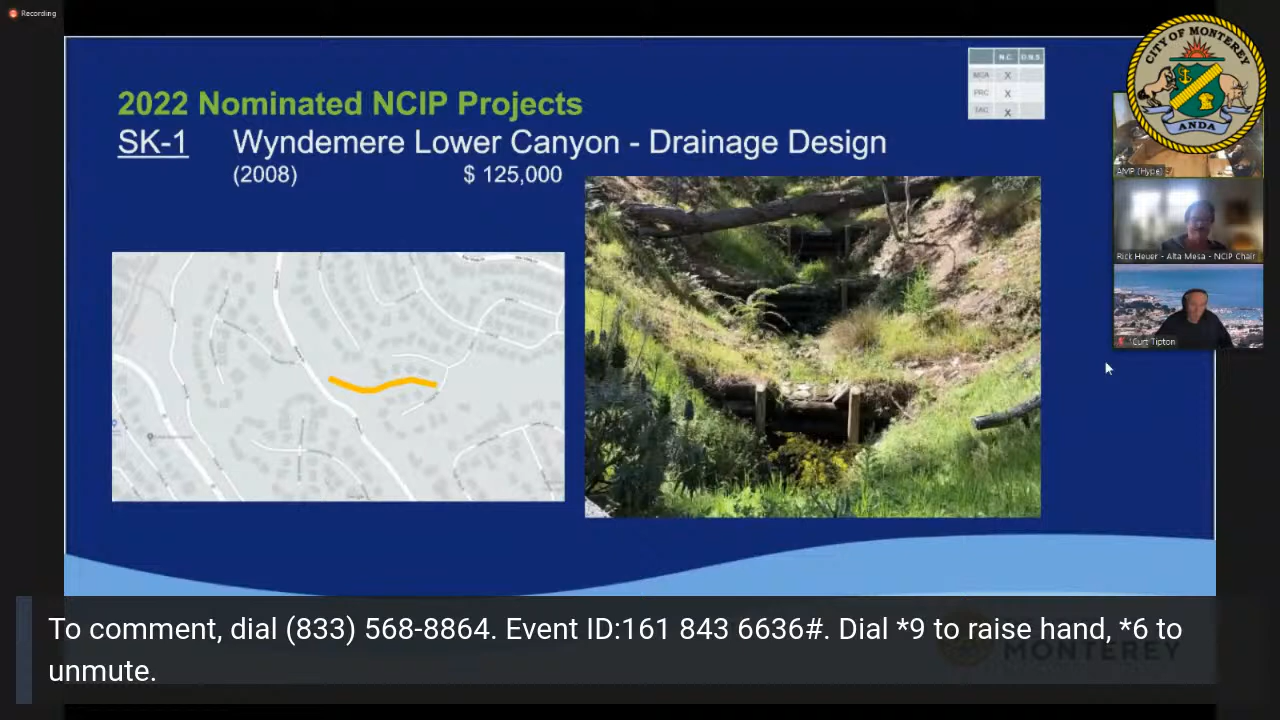 Recording
CITY OF MONTEREY
ANDA
N.C. D.N.S
MCA X
PRC X
TAC X
2022 Nominated NCIP Projects
SK-1 Wyndemere Lower Canyon - Drainage Design
(2008) $ 125,000
AMP (Hype)
Rick Heuer - Alta Mesa - NCIP Chair
Curt Tipton
To comment, dial (833) 568-8864. Event ID:161 843 6636#. Dial *9 to raise hand, *6 to
unmute.
MONTEREY